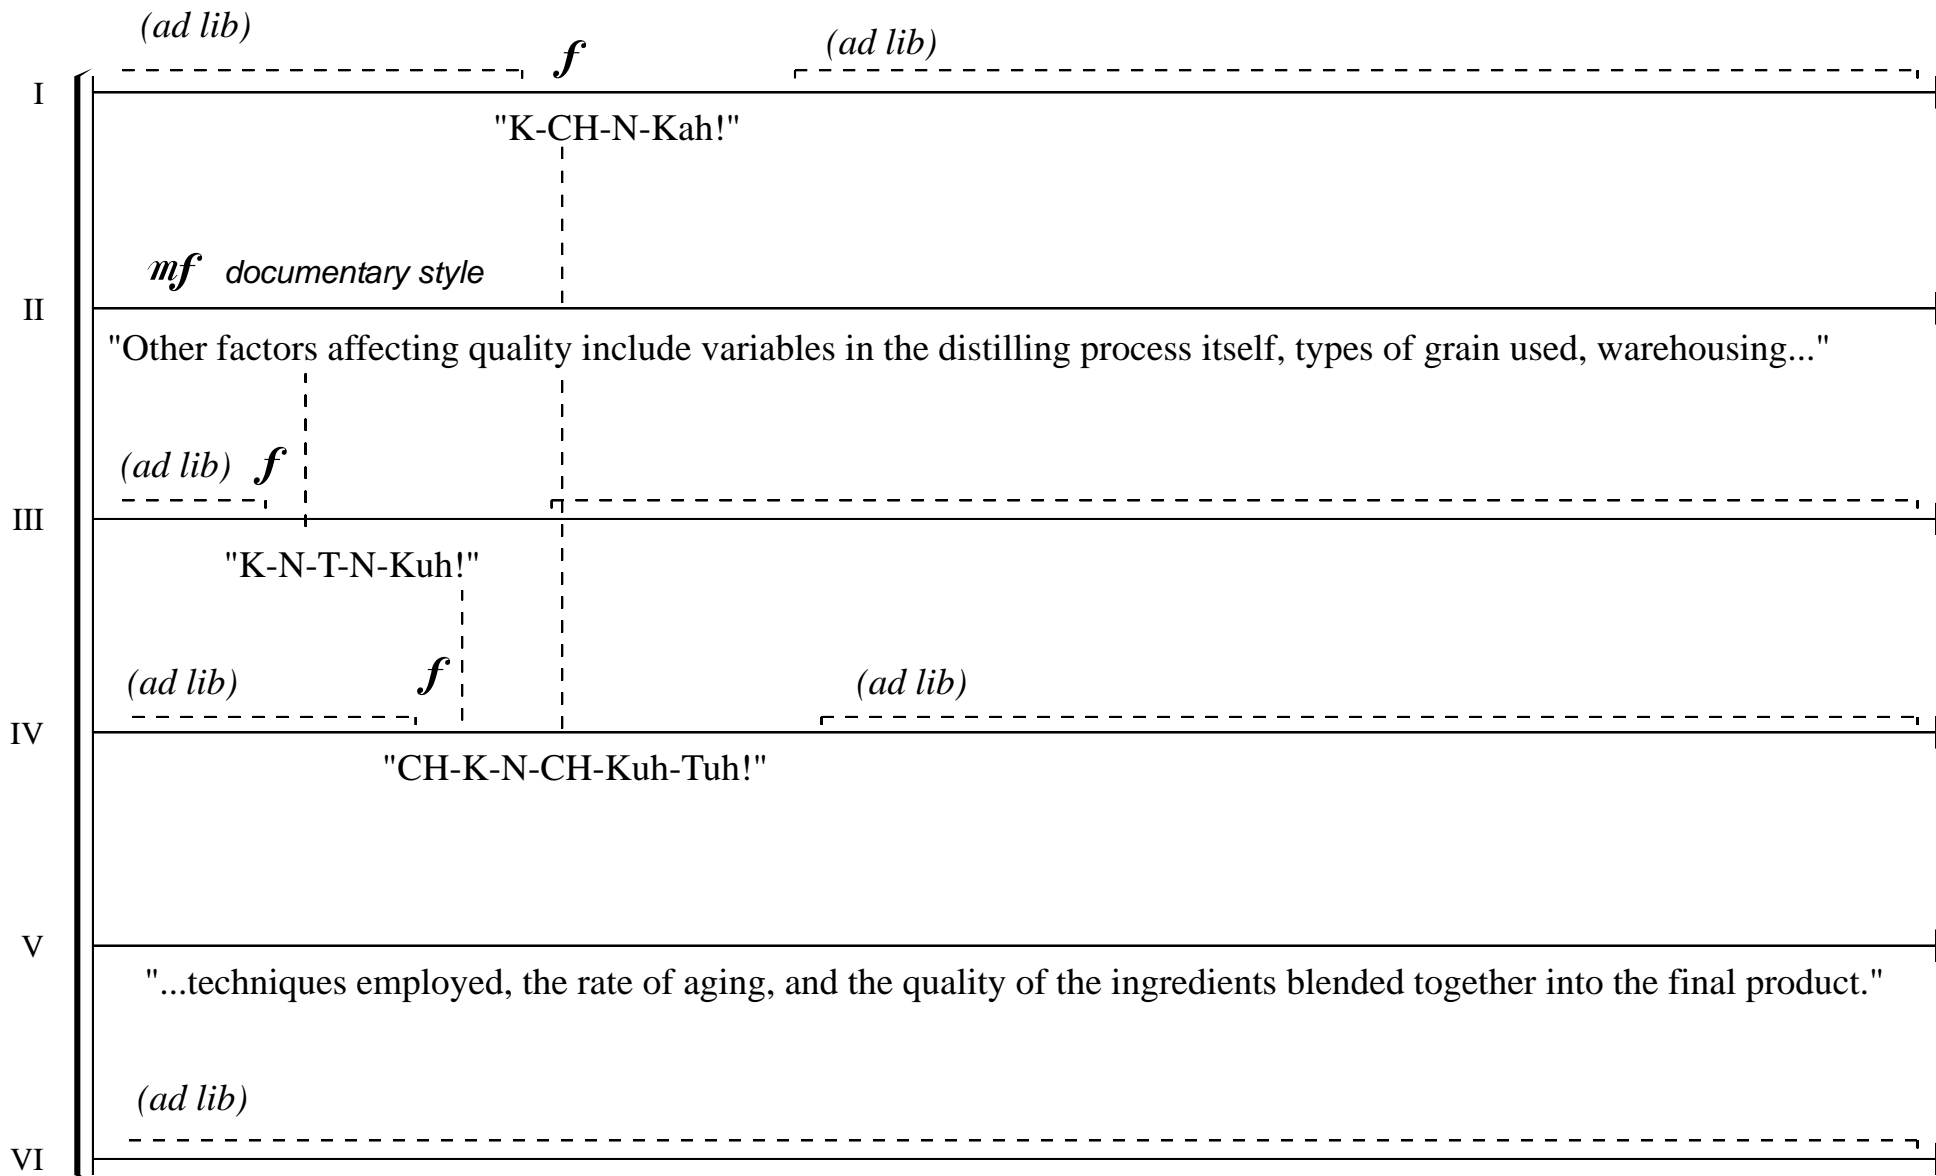 (ad lib)
f (ad lib)
I
"K-CH-N-Kah!"
mf documentary style
II
"Other factors affecting quality include variables in the distilling process itself, types of grain used, warehousing..."
(ad lib) f
III
"K-N-T-N-Kuh!"
(ad lib) f (ad lib)
IV
"CH-K-N-CH-Kuh-Tuh!"
V
"...techniques employed, the rate of aging, and the quality of the ingredients blended together into the final product."
(ad lib)
VI